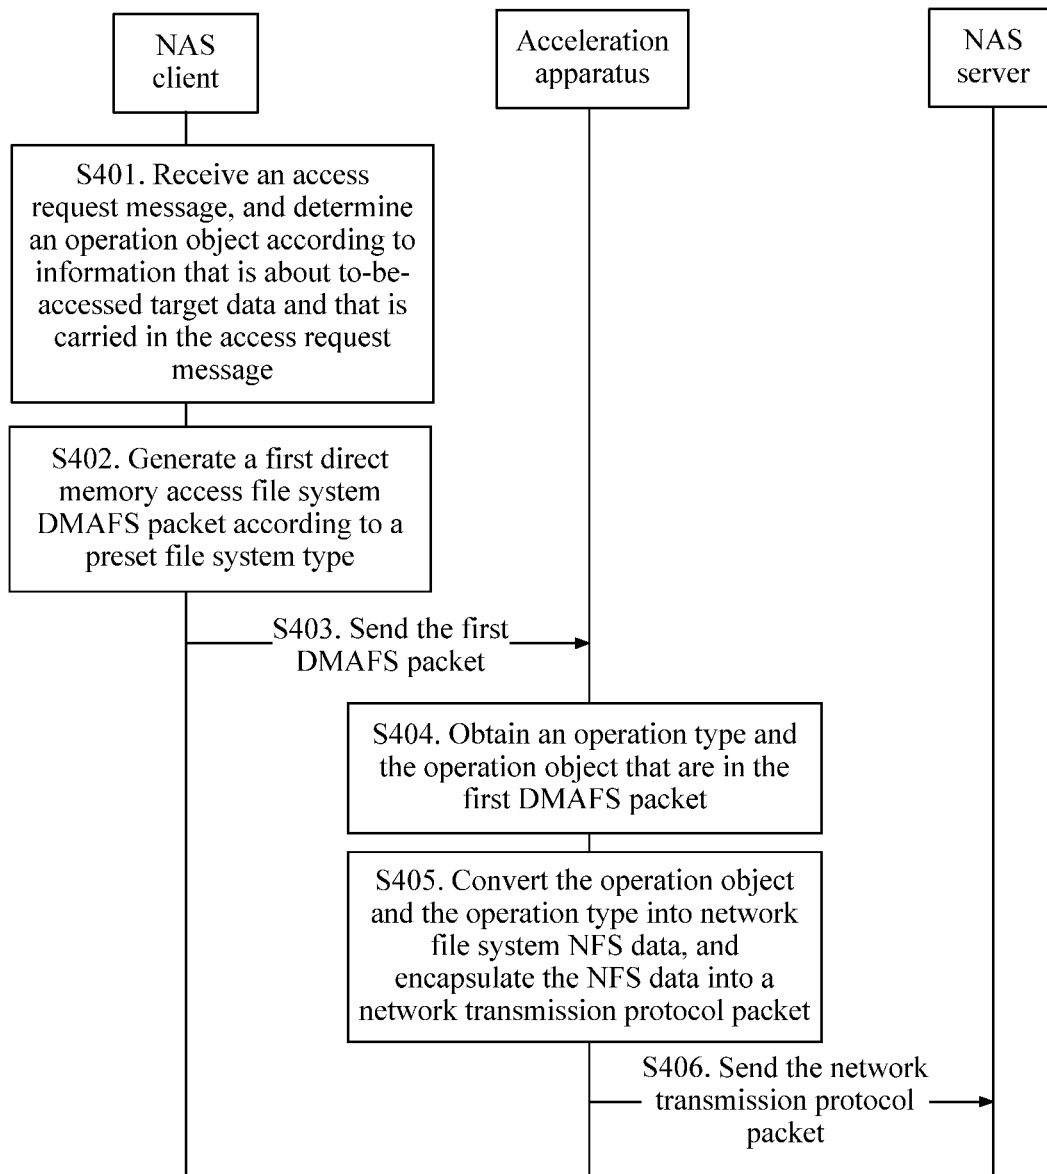 NAS
client
Acceleration
apparatus
NAS
server
S401. Receive an access
request message, and determine
an operation object according to
information that is about to-be-
accessed target data and that is
carried in the access request
message
S402. Generate a first direct
memory access file system
DMAFS packet according to a
preset file system type
S403. Send the first
DMAFS packet
S404. Obtain an operation type and
the operation object that are in the
first DMAFS packet
S405. Convert the operation object
and the operation type into network
file system NFS data, and
encapsulate the NFS data into a
network transmission protocol packet
S406. Send the network
transmission protocol
packet